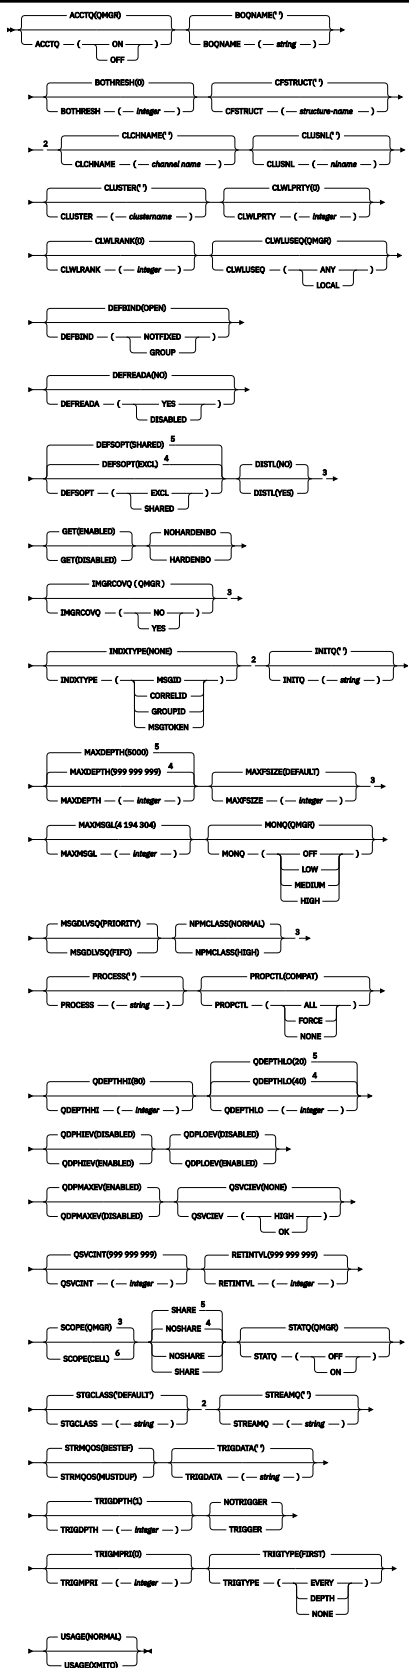 ACCTQ(QMGR) BOQNAME(' ')
ACCTQ ( ON ) BOQNAME ( string )
OFF
BOTHRESH(0) CFSTRUCT(' ')
BOTHRESH ( integer ) CFSTRUCT ( structure-name )
2 CLCHNAME(' ') CLUSNL(' ')
CLCHNAME ( channel name ) CLUSNL ( nlname )
CLUSTER(' ') CLWLPRTY(0)
CLUSTER ( clustername ) CLWLPRTY ( integer )
CLWLRANK(0) CLWLUSEQ(QMGR)
CLWLRANK ( integer ) CLWLUSEQ ( ANY )
LOCAL
DEFBIND(OPEN)
DEFBIND ( NOTFIXED )
GROUP
DEFREADA(NO)
DEFREADA ( YES )
DISABLED
DEFSOPT(SHARED) 5
DEFSOPT(EXCL) 4 DISTL(NO) 3
DEFSOPT ( EXCL ) DISTL(YES)
SHARED
GET(ENABLED) NOHARDENBO
GET(DISABLED) HARDENBO
IMGRCOVQ ( QMGR ) 3
IMGRCOVQ ( NO )
YES
INDXTYPE(NONE) 2 INITQ(' ')
INDXTYPE ( MSGID ) INITQ ( string )
CORRELID
GROUPID
MSGTOKEN
MAXDEPTH(5000) 5
MAXDEPTH(999 999 999) 4 MAXFSIZE(DEFAULT) 3
MAXDEPTH ( integer ) MAXFSIZE ( integer )
MAXMSGL(4 194 304) MONQ(QMGR)
MAXMSGL ( integer ) MONQ ( OFF )
LOW
MEDIUM
HIGH
MSGDLVSQ(PRIORITY) NPMCLASS(NORMAL) 3
MSGDLVSQ(FIFO) NPMCLASS(HIGH)
PROCESS(' ') PROPCTL(COMPAT)
PROCESS ( string ) PROPCTL ( ALL )
FORCE
NONE
QDEPTHLO(20) 5
QDEPTHHI(80) QDEPTHLO(40) 4
QDEPTHHI ( integer ) QDEPTHLO ( integer )
QDPHIEV(DISABLED) QDPLOEV(DISABLED)
QDPHIEV(ENABLED) QDPLOEV(ENABLED)
QDPMAXEV(ENABLED) QSVCIEV(NONE)
QDPMAXEV(DISABLED) QSVCIEV ( HIGH )
OK
QSVCINT(999 999 999) RETINTVL(999 999 999)
QSVCINT ( integer ) RETINTVL ( integer )
SHARE 5
SCOPE(QMGR) 3 NOSHARE 4 STATQ(QMGR)
SCOPE(CELL) 6 NOSHARE STATQ ( OFF )
SHARE ON
STGCLASS('DEFAULT') 2 STREAMQ(' ')
STGCLASS ( string ) STREAMQ ( string )
STRMQOS(BESTEF) TRIGDATA(' ')
STRMQOS(MUSTDUP) TRIGDATA ( string )
TRIGDPTH(1) NOTRIGGER
TRIGDPTH ( integer ) TRIGGER
TRIGMPRI(0) TRIGTYPE(FIRST)
TRIGMPRI ( integer ) TRIGTYPE ( EVERY )
DEPTH
NONE
USAGE(NORMAL)
USAGE(XMITQ)